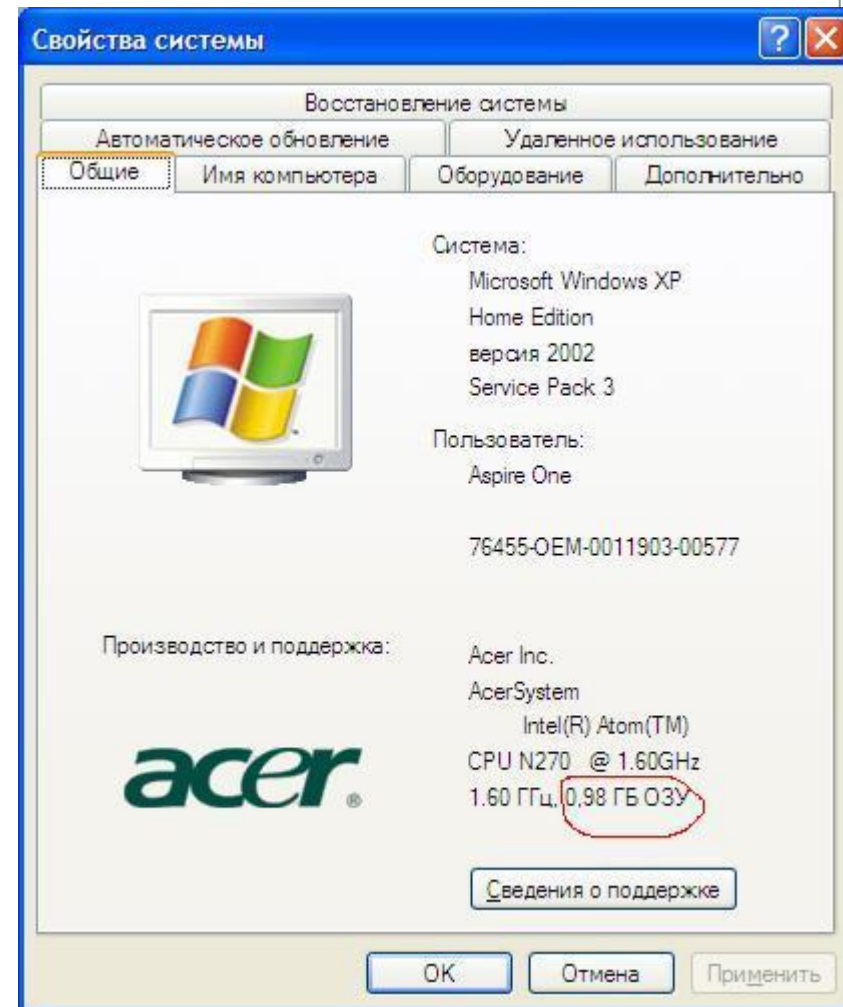 Свойства системы
Восстановление системы
Автоматическое обновление
Удаленное использование
Общие
Имя компьютера
Оборудование
Дополнительно
Система:
Microsoft Windows XP
Home Edition
версия 2002
Service Pack 3
Пользователь:
Aspire One
76455-OEM-0011903-00577
Производство и поддержка:
Acer Inc.
AcerSystem
Intel(R) Atom(TM)
CPU N270 @ 1.60GHz
1.60 ГГц, 0,98 ГБ ОЗУ
acer
Сведения о поддержке
OK
Отмена
Применить